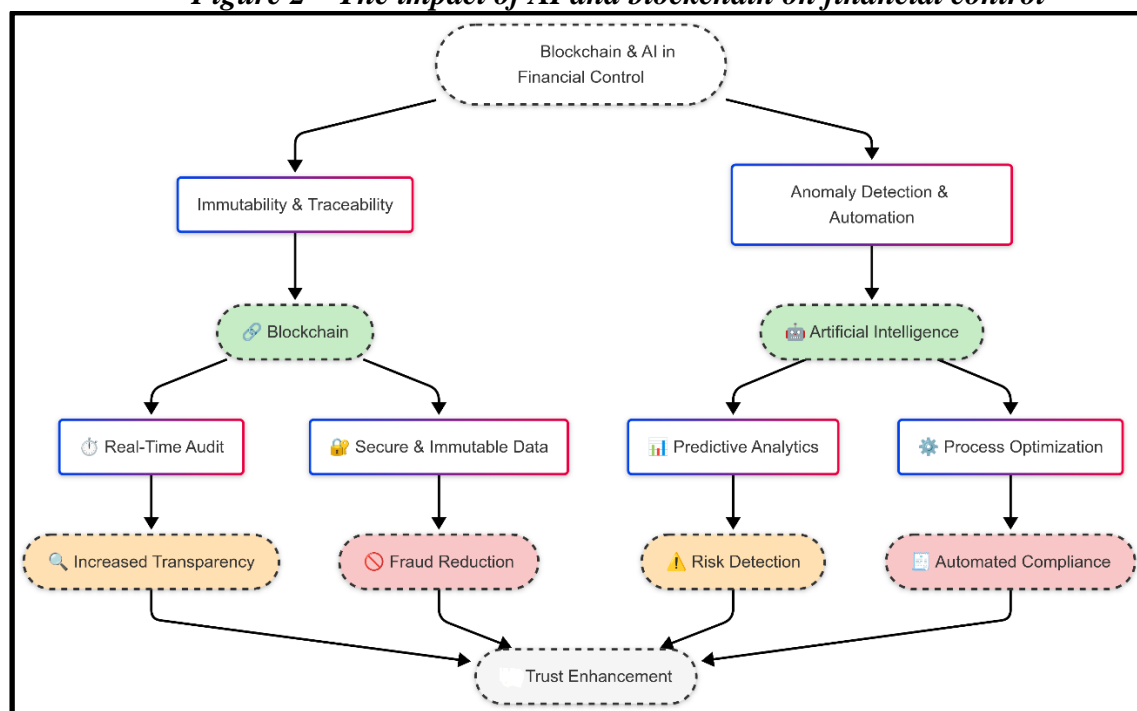 Figure 2 – The impact of AI and blockchain on financial control
Blockchain & AI in
Financial Control
Immutability & Traceability
Anomaly Detection &
Automation
Blockchain
Artificial Intelligence
Real-Time Audit
Secure & Immutable Data
Predictive Analytics
Process Optimization
Increased Transparency
Fraud Reduction
Risk Detection
Automated Compliance
Trust Enhancement